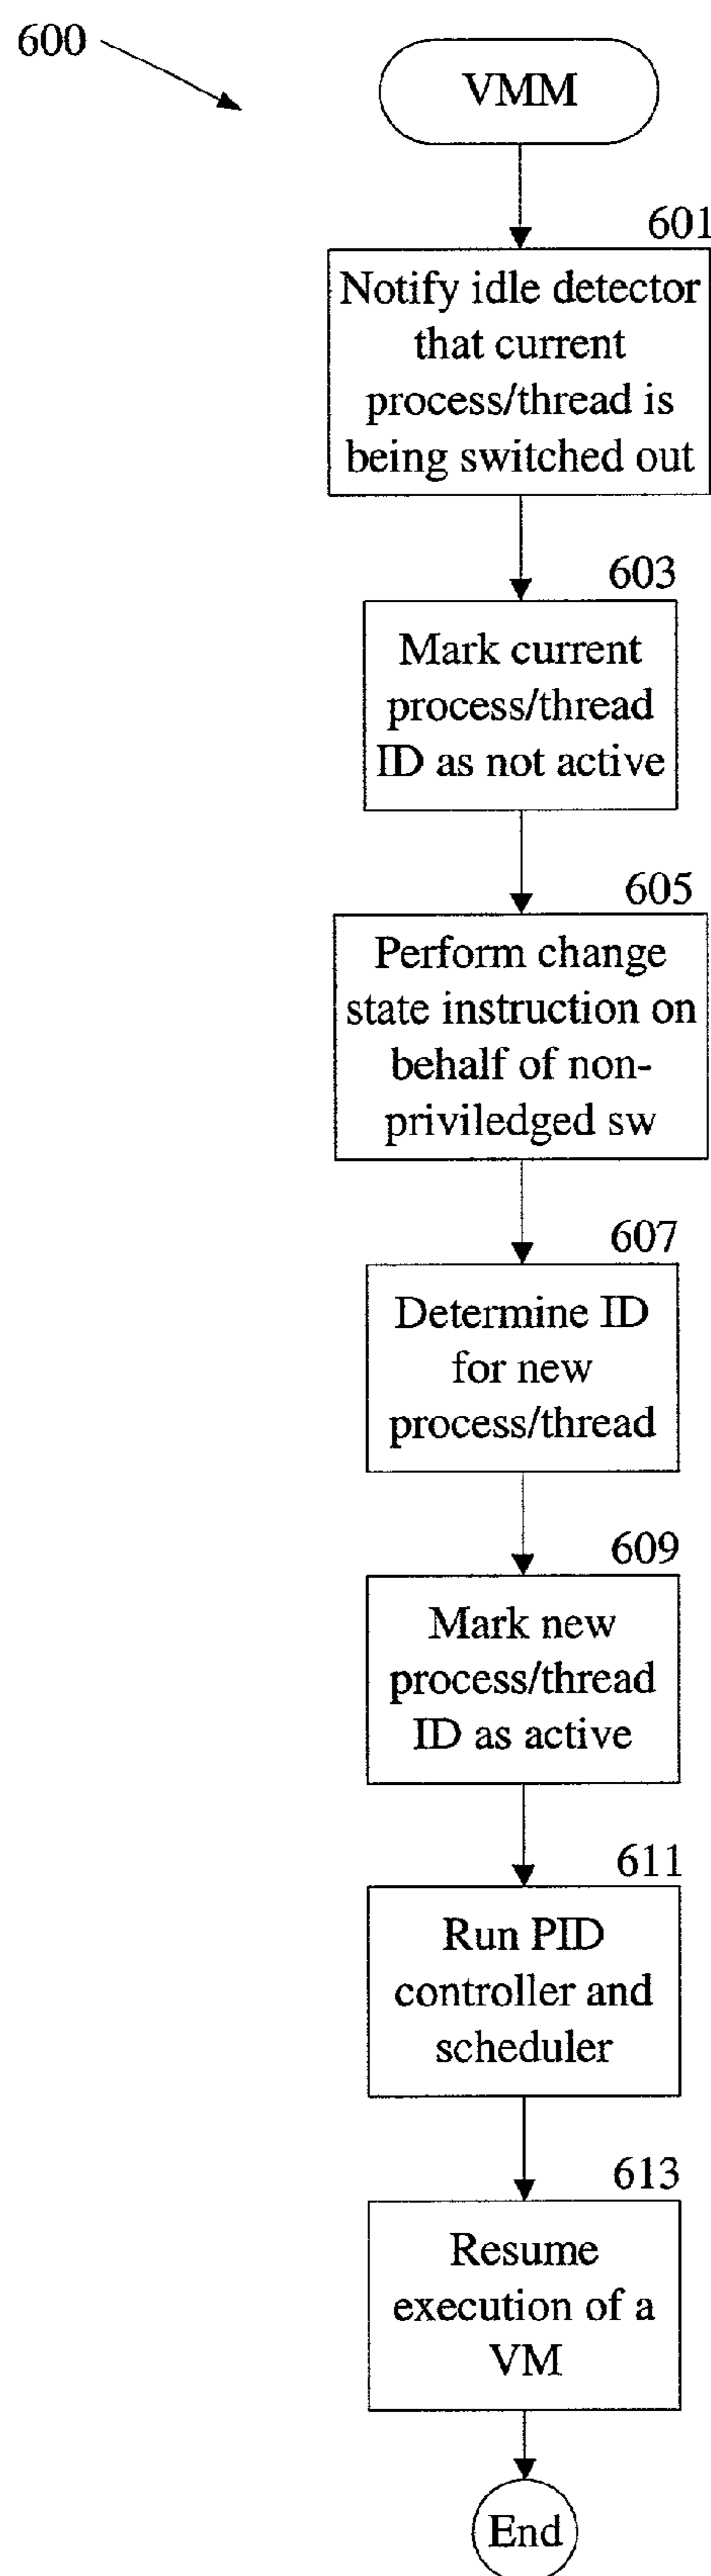 600
VMM
601
Notify idle detector
that current
process/thread is
being switched out
603
Mark current
process/thread
ID as not active
605
Perform change
state instruction on
behalf of non-
priviledged sw
607
Determine ID
for new
process/thread
609
Mark new
process/thread
ID as active
611
Run PID
controller and
scheduler
613
Resume
execution of a
VM
End